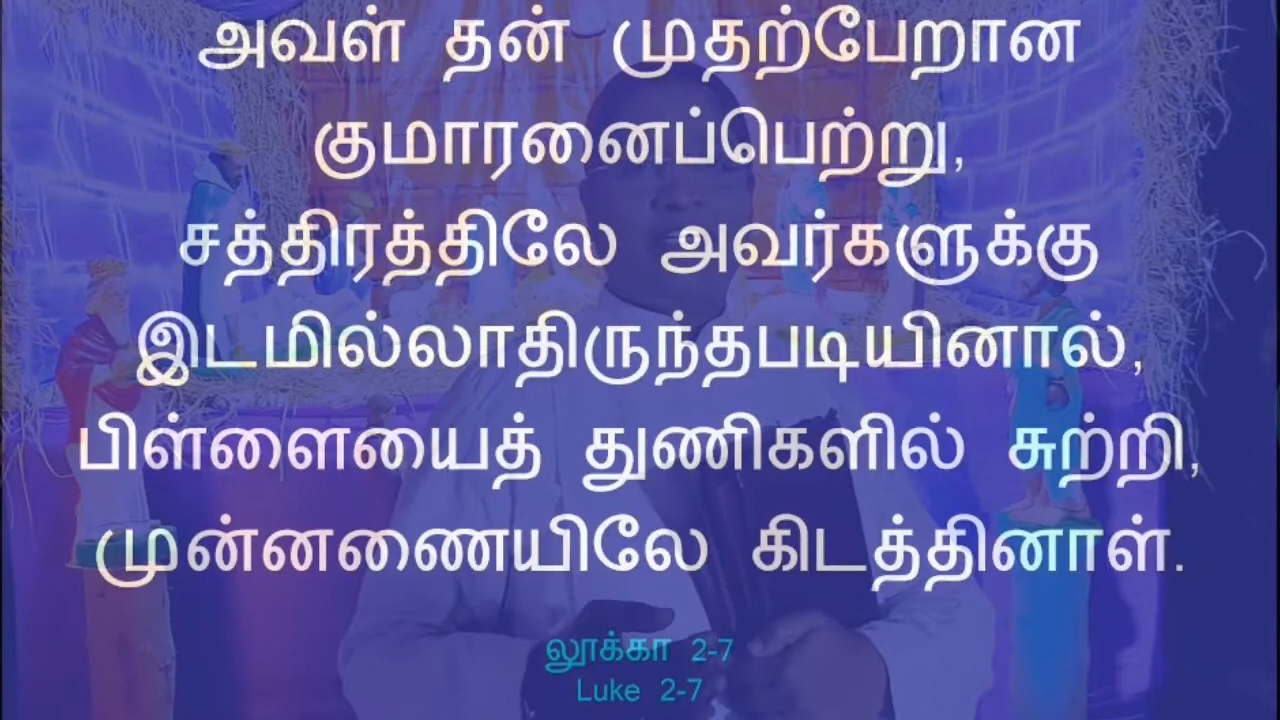 அவள் தன் முதற்பேறான
குமாரனைப்பெற்று,
சத்திரத்திலே அவர்களுக்கு
இடமில்லாதிருந்தபடியினால்,
பிள்ளையைத் துணிகளில் சுற்றி,
முன்னணையிலே கிடத்தினாள்.
லூக்கா 2-7
Luke 2-7